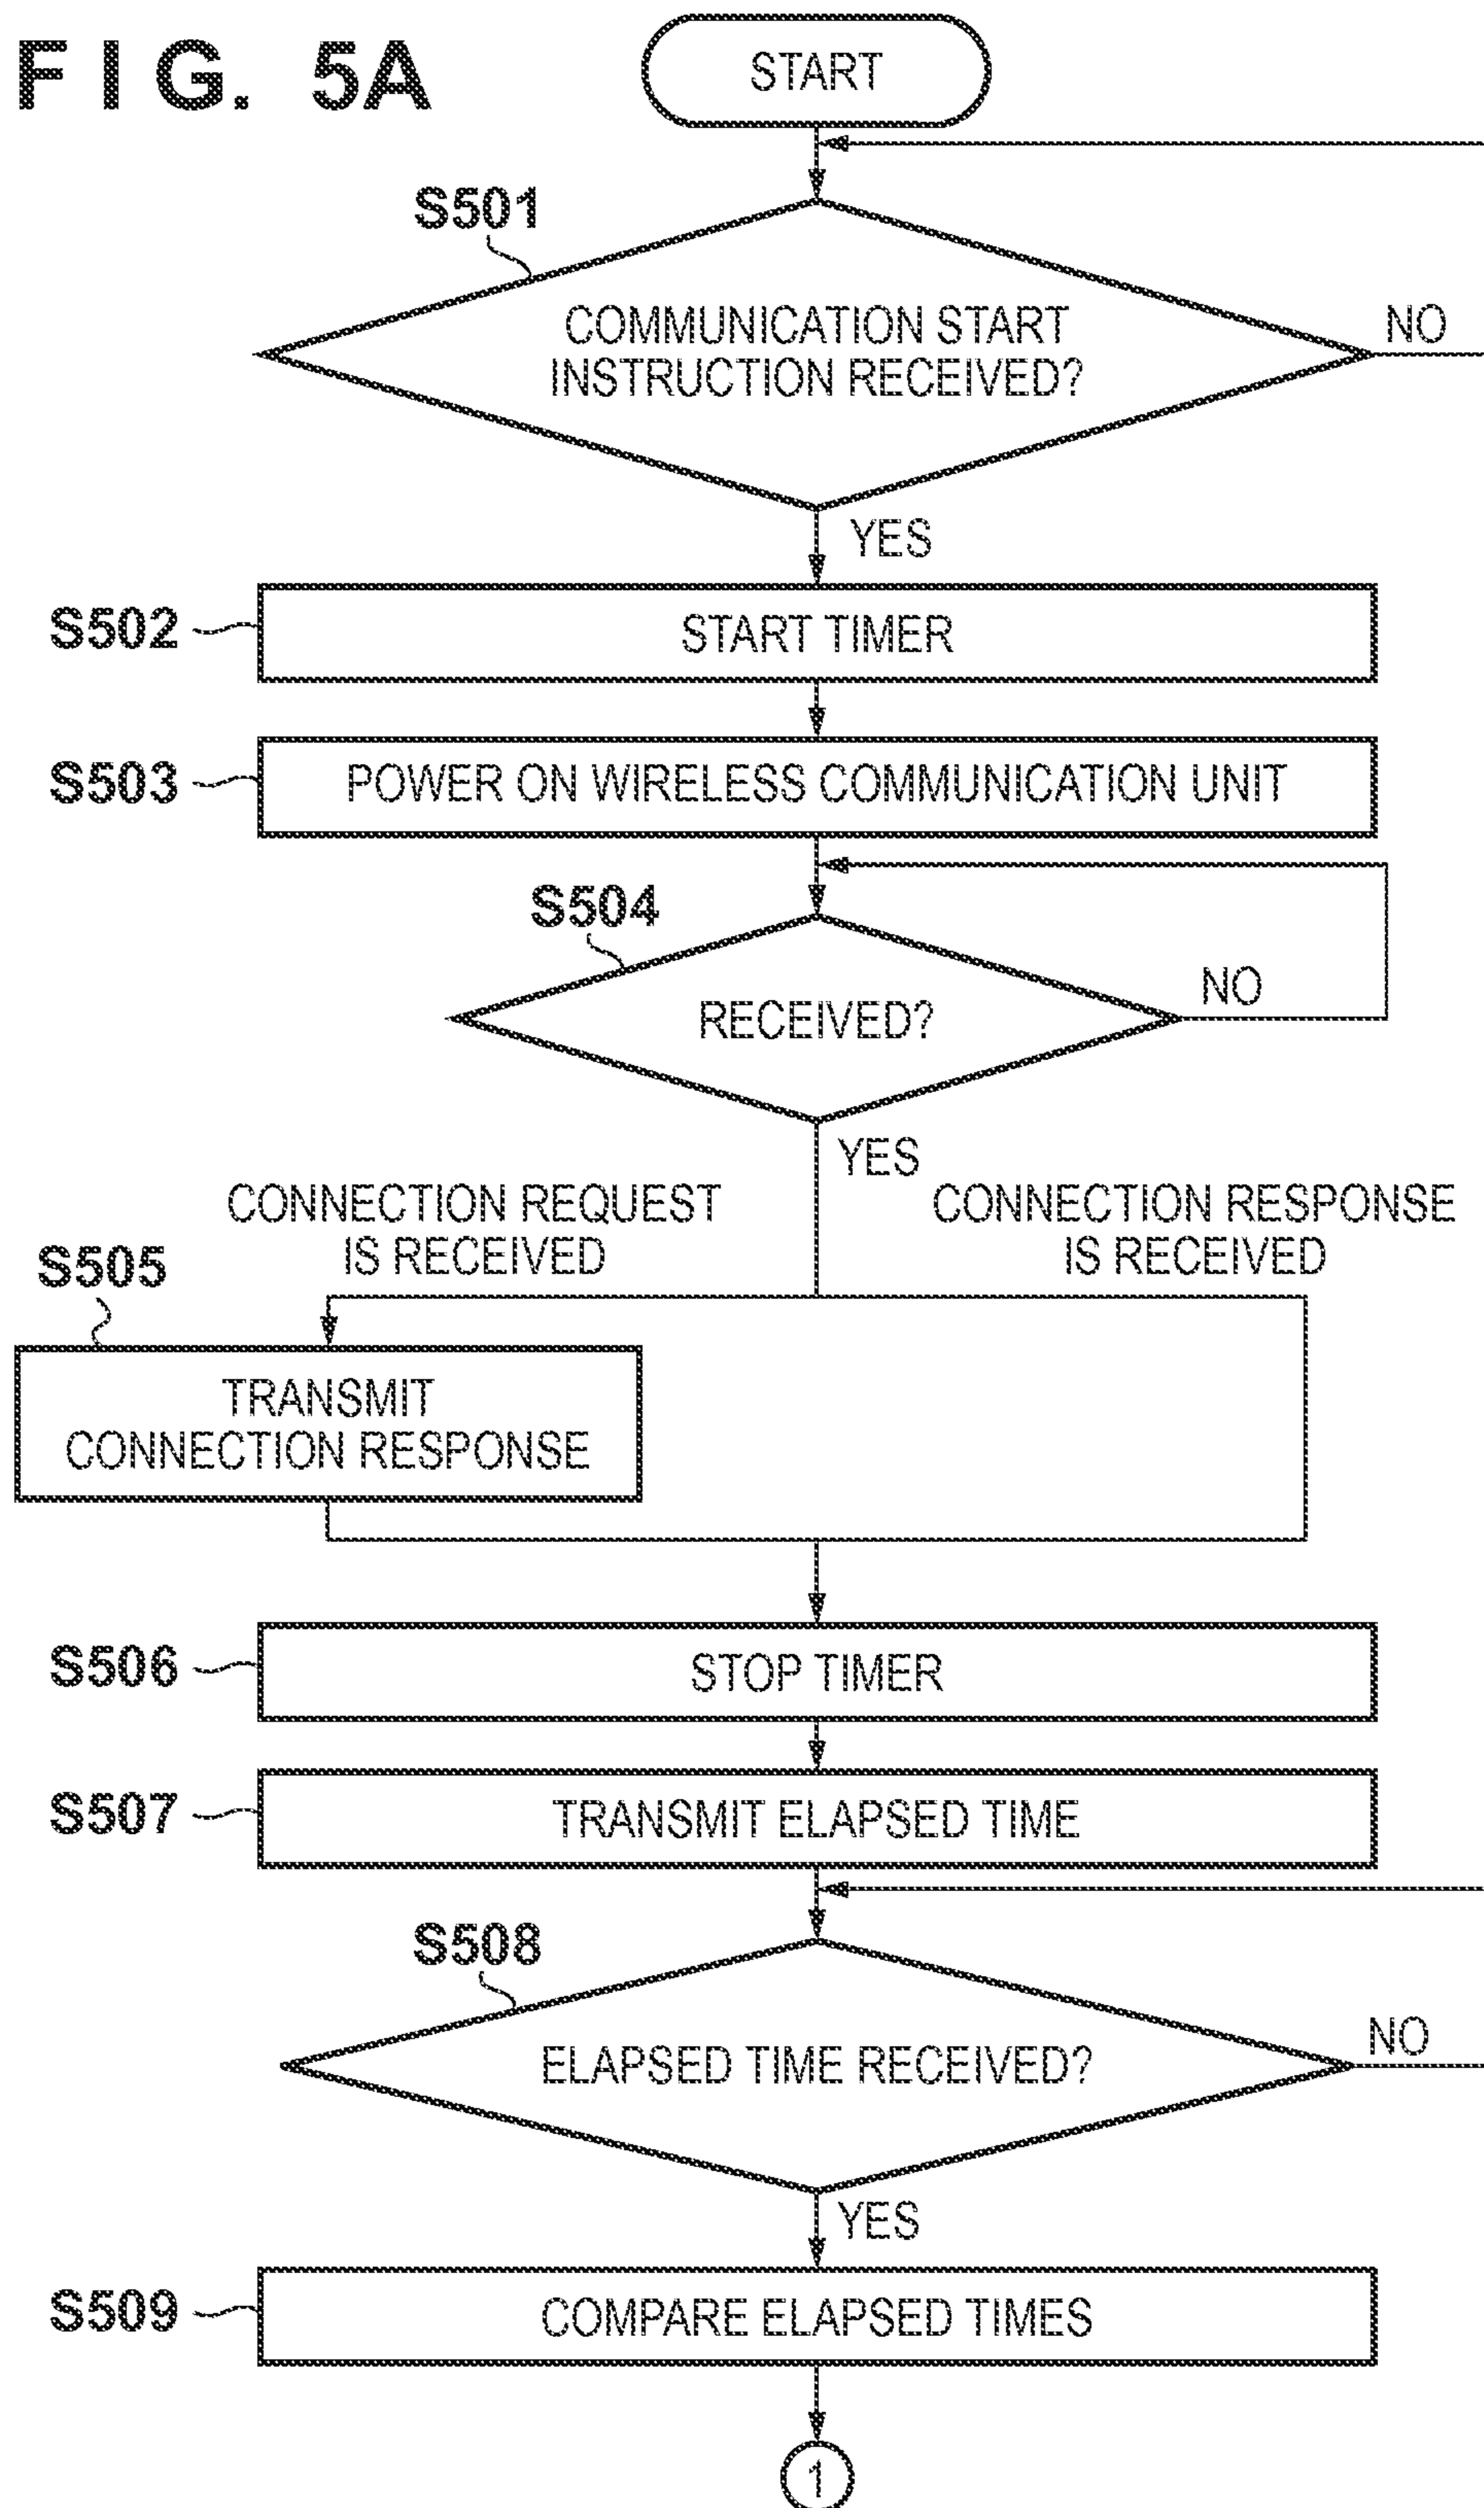 FIG. 5A
START
S501
COMMUNICATION START
INSTRUCTION RECEIVED?
NO
YES
S502
START TIMER
S503
POWER ON WIRELESS COMMUNICATION UNIT
S504
RECEIVED?
NO
YES
CONNECTION REQUEST
IS RECEIVED
CONNECTION RESPONSE
IS RECEIVED
S505
TRANSMIT
CONNECTION RESPONSE
S506
STOP TIMER
S507
TRANSMIT ELAPSED TIME
S508
ELAPSED TIME RECEIVED?
NO
YES
S509
COMPARE ELAPSED TIMES
1